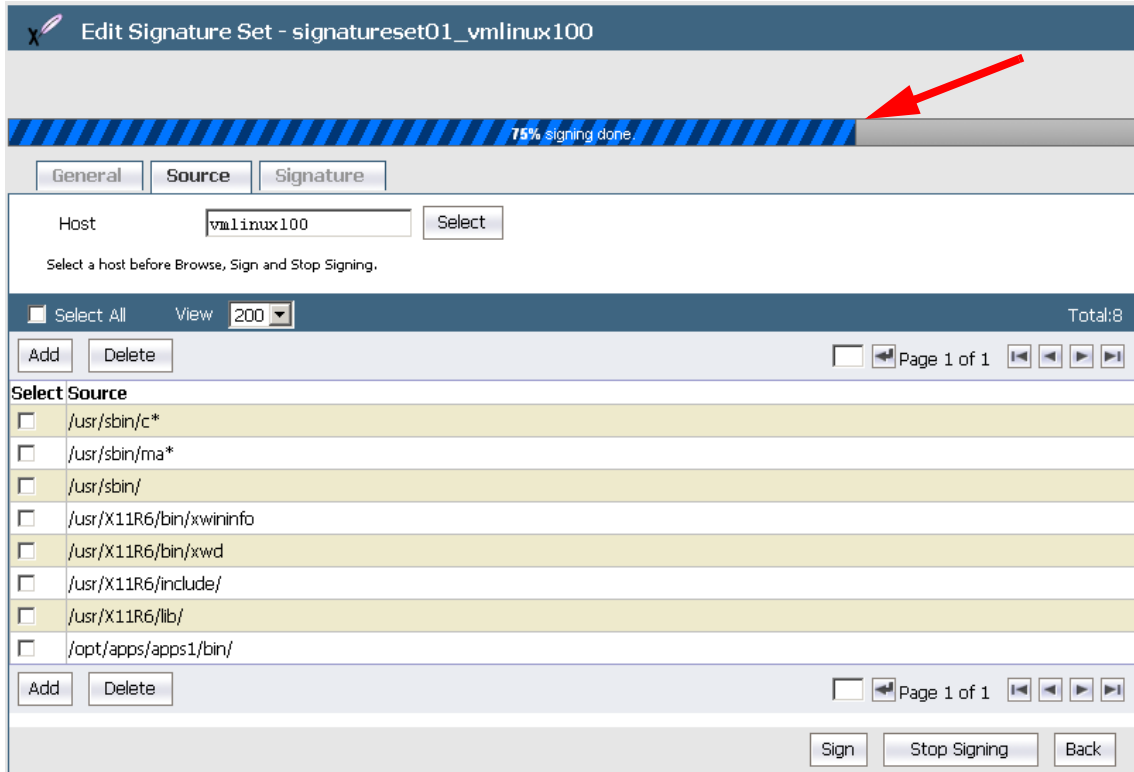 Edit Signature Set - signatureset01_vmlinux100
75% signing done.
General Source Signature
Host vmlinux100 Select
Select a host before Browse, Sign and Stop Signing.
Select All View 200 Total:8
Add Delete Page 1 of 1
Select Source
/usr/sbin/c*
/usr/sbin/ma*
/usr/sbin/
/usr/X11R6/bin/xwininfo
/usr/X11R6/bin/xwd
/usr/X11R6/include/
/usr/X11R6/lib/
/opt/apps/apps1/bin/
Add Delete Page 1 of 1
Sign Stop Signing Back